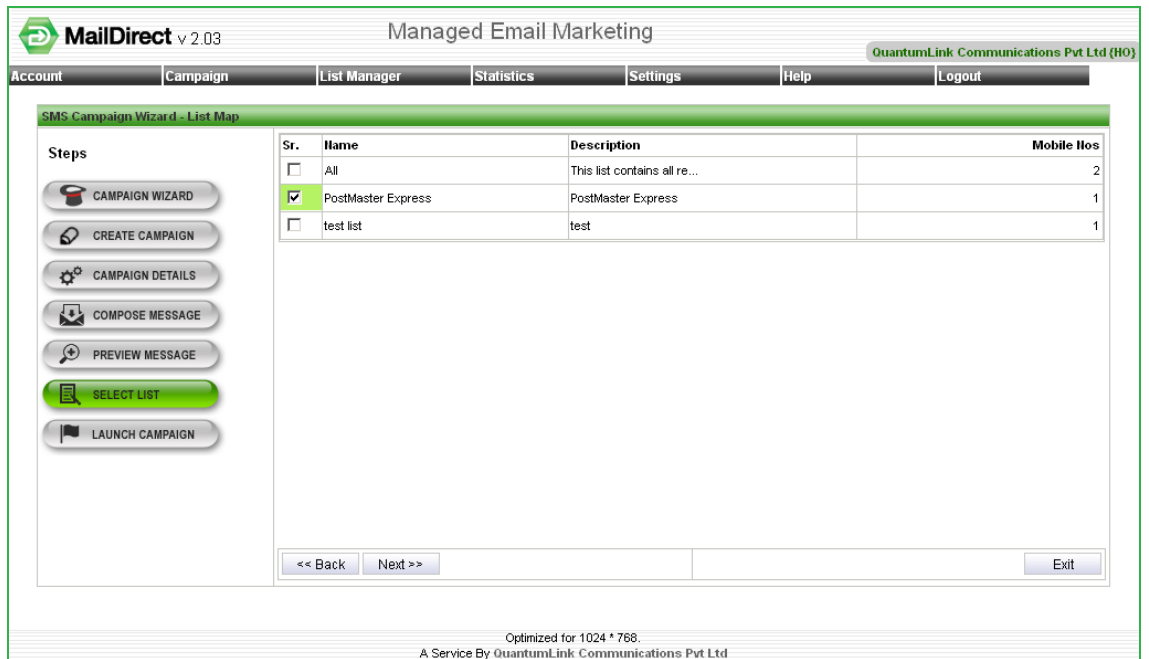 MailDirect v 2.03
Managed Email Marketing
QuantumLink Communications Pvt Ltd {HO}
Account Campaign List Manager Statistics Settings Help Logout
SMS Campaign Wizard - List Map
Steps
CAMPAIGN WIZARD
CREATE CAMPAIGN
CAMPAIGN DETAILS
COMPOSE MESSAGE
PREVIEW MESSAGE
SELECT LIST
LAUNCH CAMPAIGN
Sr. Name Description Mobile Nos
All This list contains all re... 2
PostMaster Express PostMaster Express 1
test list test 1
<< Back Next >> Exit
Optimized for 1024 * 768.
A Service By QuantumLink Communications Pvt Ltd